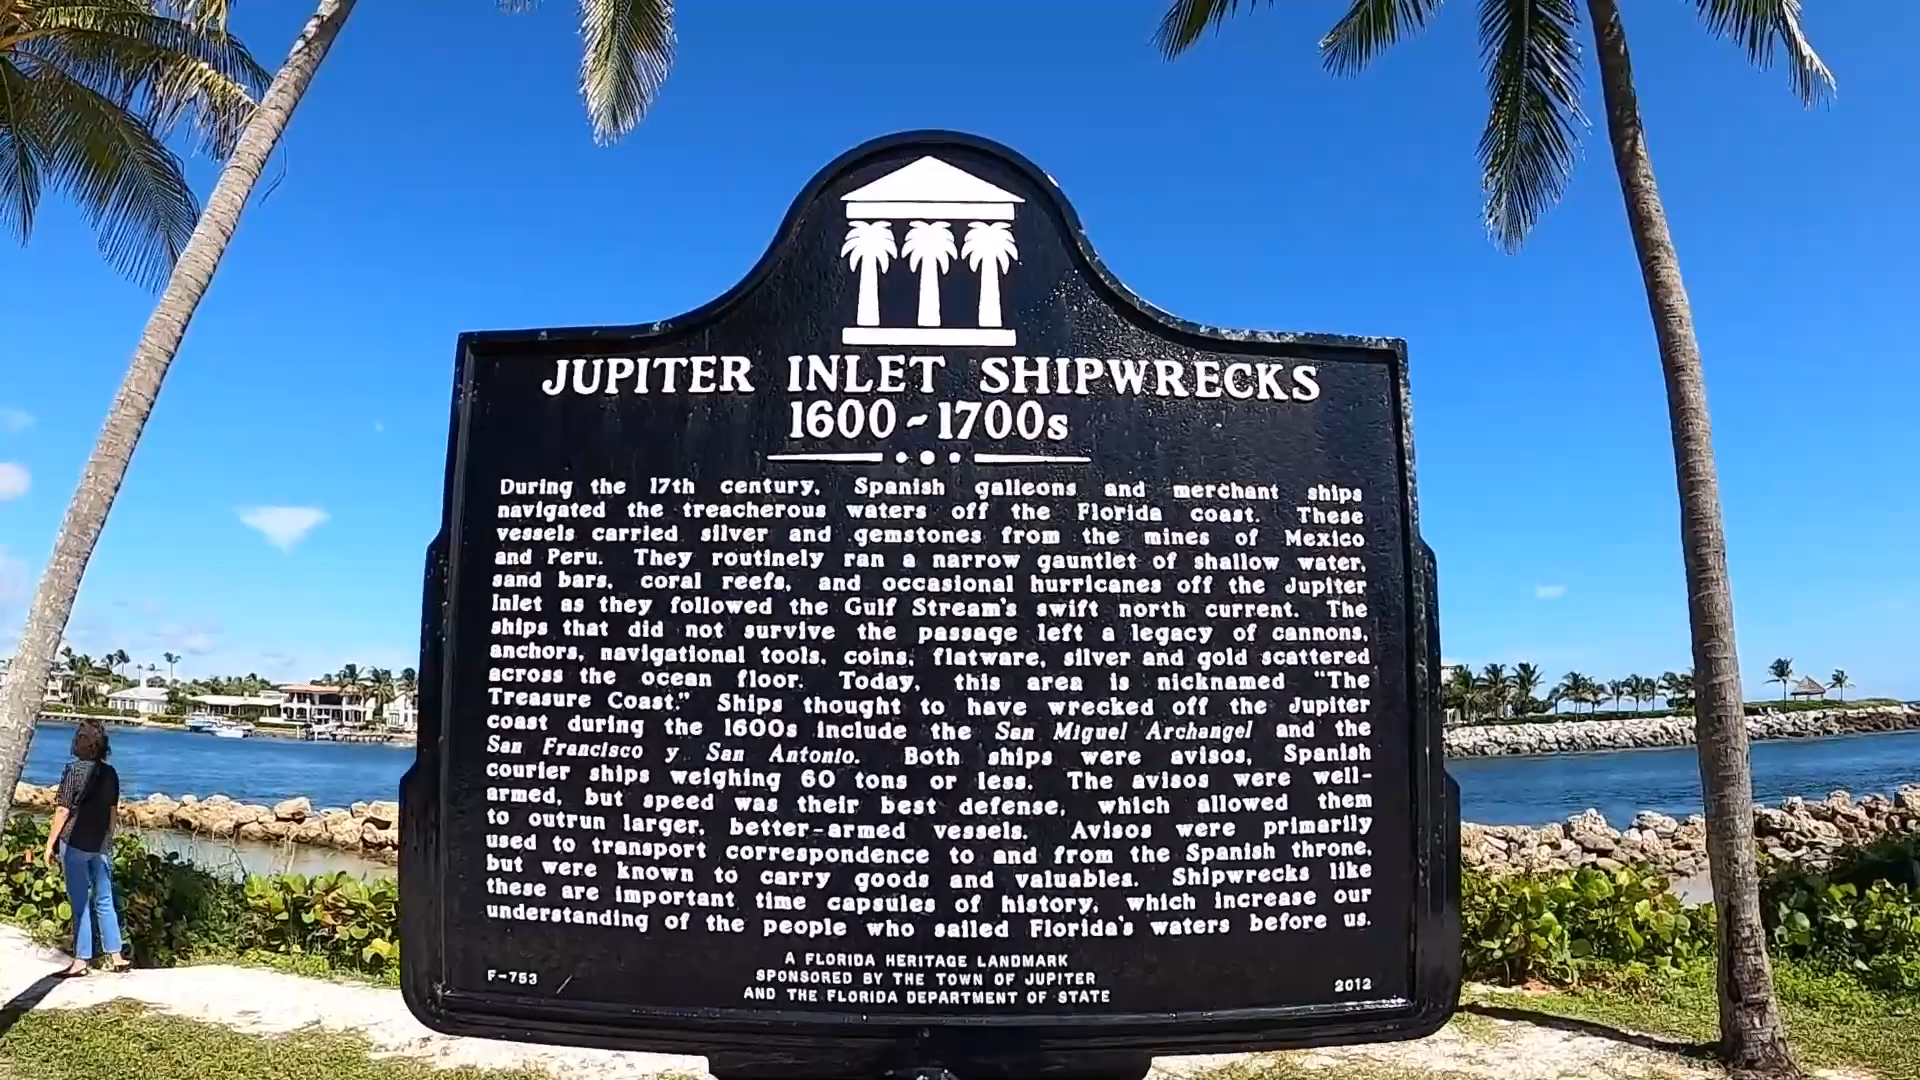 JUPITER INLET SHIPWRECKS
1600~1700s
During the 17th century, Spanish galleons and merchant ships
navigated the treacherous waters off the Florida coast. These
vessels carried silver and gemstones from the mines of Mexico
and Peru. They routinely ran a narrow gauntlet of shallow water,
sand bars, coral reefs, and occasional hurricanes off the Jupiter
Inlet as they followed the Gulf Stream's swift north current. The
ships that did not survive the passage left a legacy of cannons,
anchors, navigational tools, coins, flatware, silver and gold scattered
across the ocean floor. Today, this area is nicknamed "The
Treasure Coast." Ships thought to have wrecked off the Jupiter
coast during the 1600s include the San Miguel Archangel and the
San Francisco y San Antonio. Both ships were avisos, Spanish
courier ships weighing 60 tons or less. The avisos were well-
armed, but speed was their best defense, which allowed them
to outrun larger, better-armed vessels. Avisos were primarily
used to transport correspondence to and from the Spanish throne,
but were known to carry goods and valuables. Shipwrecks like
these are important time capsules of history, which increase our
understanding of the people who sailed Florida's waters before us.
A FLORIDA HERITAGE LANDMARK
SPONSORED BY THE TOWN OF JUPITER
AND THE FLORIDA DEPARTMENT OF STATE
F-753
2012